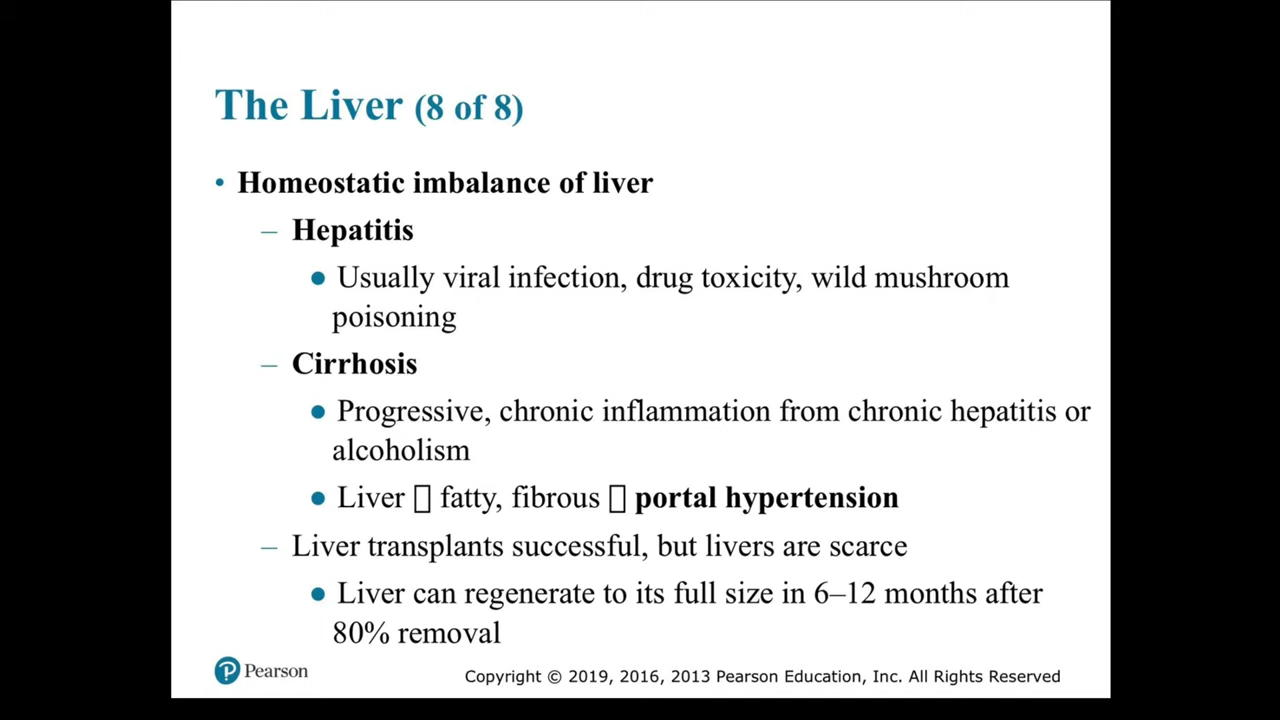 The Liver (8 of 8)
• Homeostatic imbalance of liver
– Hepatitis
● Usually viral infection, drug toxicity, wild mushroom
poisoning
– Cirrhosis
● Progressive, chronic inflammation from chronic hepatitis or
alcoholism
● Liver ▯ fatty, fibrous ▯ portal hypertension
– Liver transplants successful, but livers are scarce
● Liver can regenerate to its full size in 6–12 months after
80% removal
Pearson
Copyright © 2019, 2016, 2013 Pearson Education, Inc. All Rights Reserved